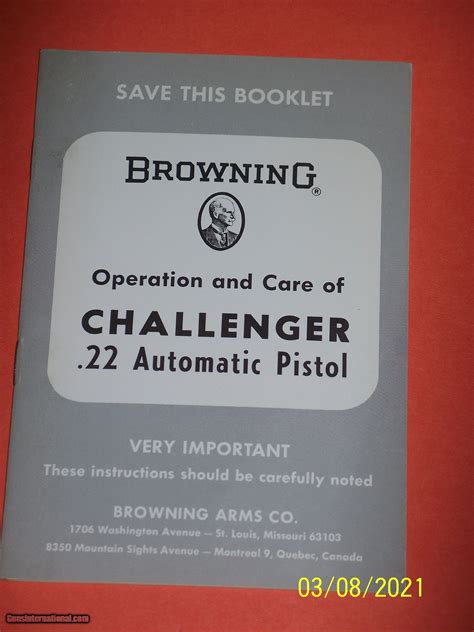 SAVE THIS BOOKLET
BROWNING®
Operation and Care of
CHALLENGER
.22 Automatic Pistol
VERY IMPORTANT
These instructions should be carefully noted
BROWNING ARMS CO.
1706 Washington Avenue — St. Louis, Missouri 63103
8350 Mountain Sights Avenue — Montreal 9, Quebec, Canada
03/08/2021
GunsInternational.com